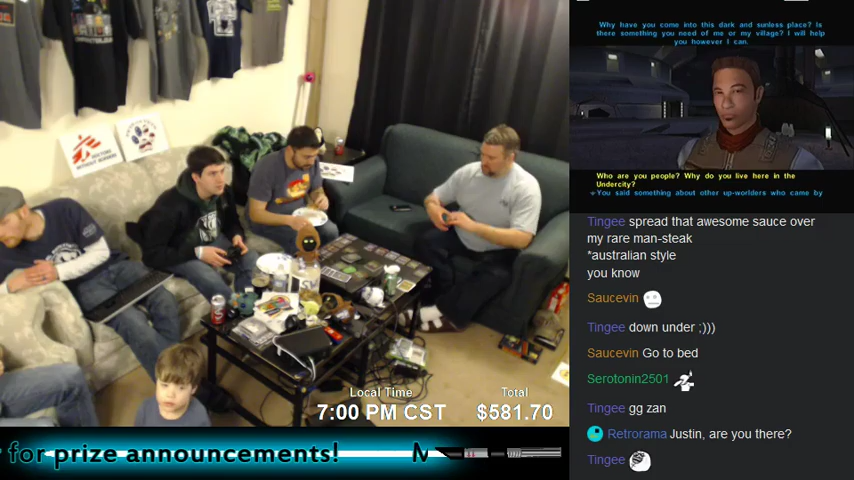 Why have you come into this dark and sunless place? Is
there something you need of me or my village? I will help
you however I can.
Who are you people? Why do you live here in the
Undercity?
You said something about other up-worlders who came by
Tingee spread that awesome sauce over
my rare man-steak
*australian style
you know
Saucevin
Tingee down under ;)))
Saucevin Go to bed
Serotonin2501
Tingee gg zan
Retrorama Justin, are you there?
Tingee
Local Time
7:00 PM CST
Total
$581.70
for prize announcements!
M